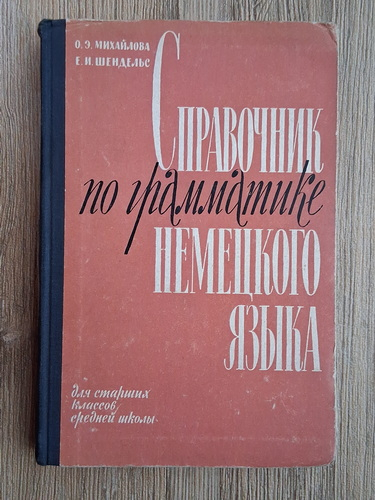 О. Э. МИХАЙЛОВА
Е. И. ШЕНДЕЛЬС
СПРАВОЧНИК
по грамматике
НЕМЕЦКОГО
ЯЗЫКА
для старших
классов
средней школы